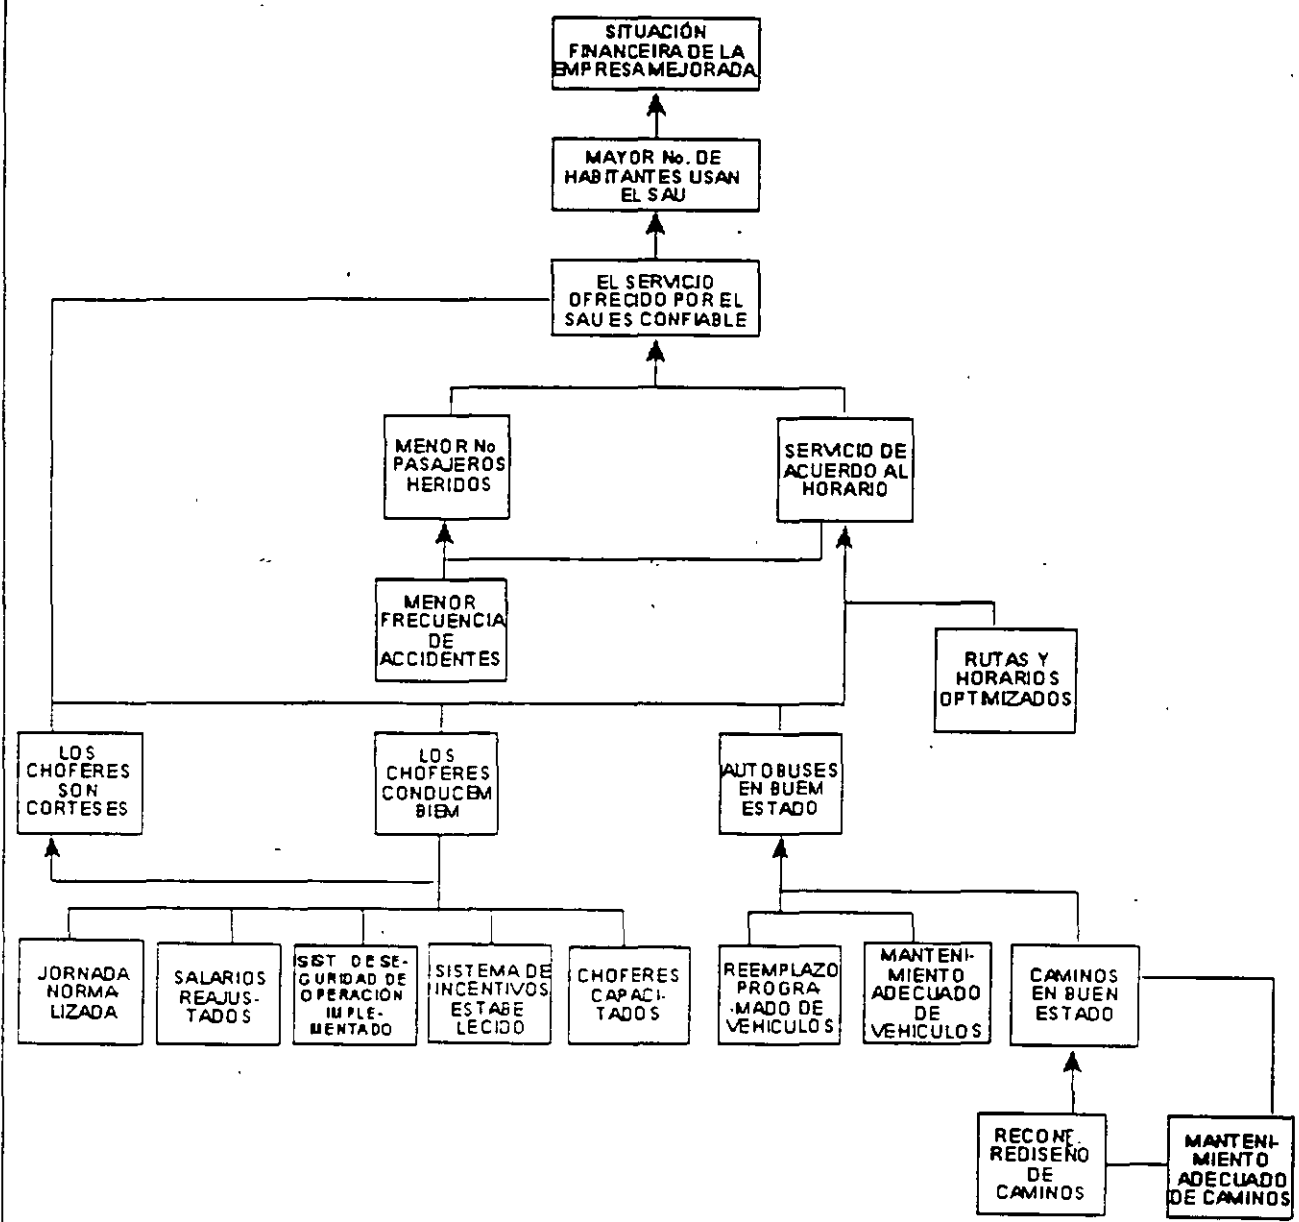 SITUACIÓN
FINANCEIRA DE LA
EMPRESA MEJORADA
MAYOR No. DE
HABITANTES USAN
EL SAU
EL SERVICIO
OFRECIDO POR EL
SAU ES CONFIABLE
MENOR No
PASAJEROS
HERIDOS
SERVICIO DE
ACUERDO AL
HORARIO
MENOR
FRECUENCIA
DE
ACCIDENTES
RUTAS Y
HORARIOS
OPTIMIZADOS
LOS
CHOFERES
SON
CORTESES
LOS
CHOFERES
CONDUCEM
BIEM
AUTOBUSES
EN BUEM
ESTADO
JORNADA
NORMA
LIZADA
SALARIOS
REAJUS-
TADOS
SIST DE SE-
GURIDAD DE
OPERACIÓN
IMPLE-
MENTADO
SISTEMA DE
INCENTIVOS
ESTABE
LECIDO
CHOFERES
CAPACI-
TADOS
REEMPLAZO
PROGRA
MADO DE
VEHICULOS
MANTENI-
MIENTO
ADECUADO
DE
VEHICULOS
CAMINOS
EN BUEN
ESTADO
RECONF.
REDISEÑO
DE
CAMINOS
MANTENI-
MIENTO
ADECUADO
DE CAMINOS